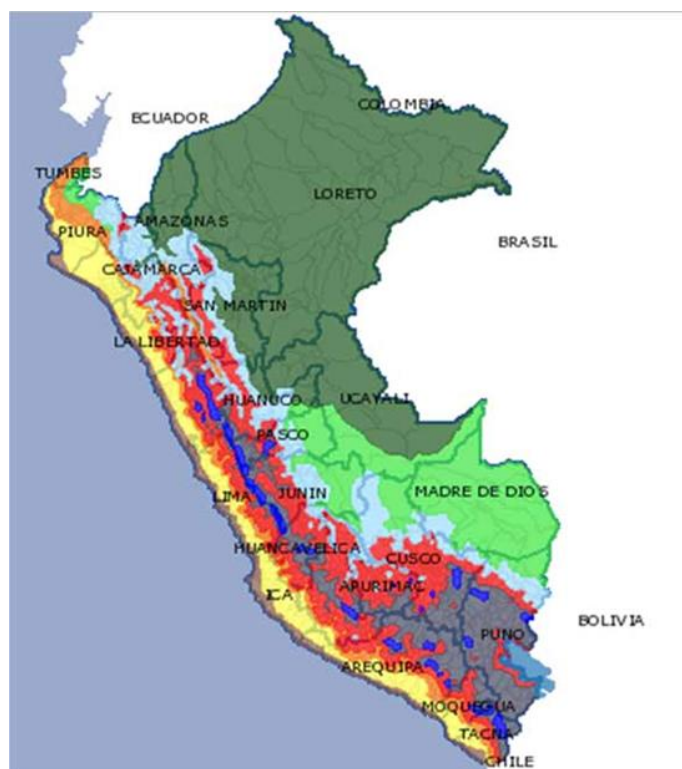 COLOMBIA
ECUADOR
TUMBES
LORETO
AMAZONAS
PIURA
BRASIL
CAJAMARCA
SAN MARTIN
LA LIBERTAD
HUANUCO
UCAYALI
PASCO
LIMA
JUNIN
MADRE DE DIOS
HUANCAVELICA
CUSCO
APURIMAC
ICA
BOLIVIA
PUNO
AREQUIPA
MOQUEGUA
TACNA
CHILE